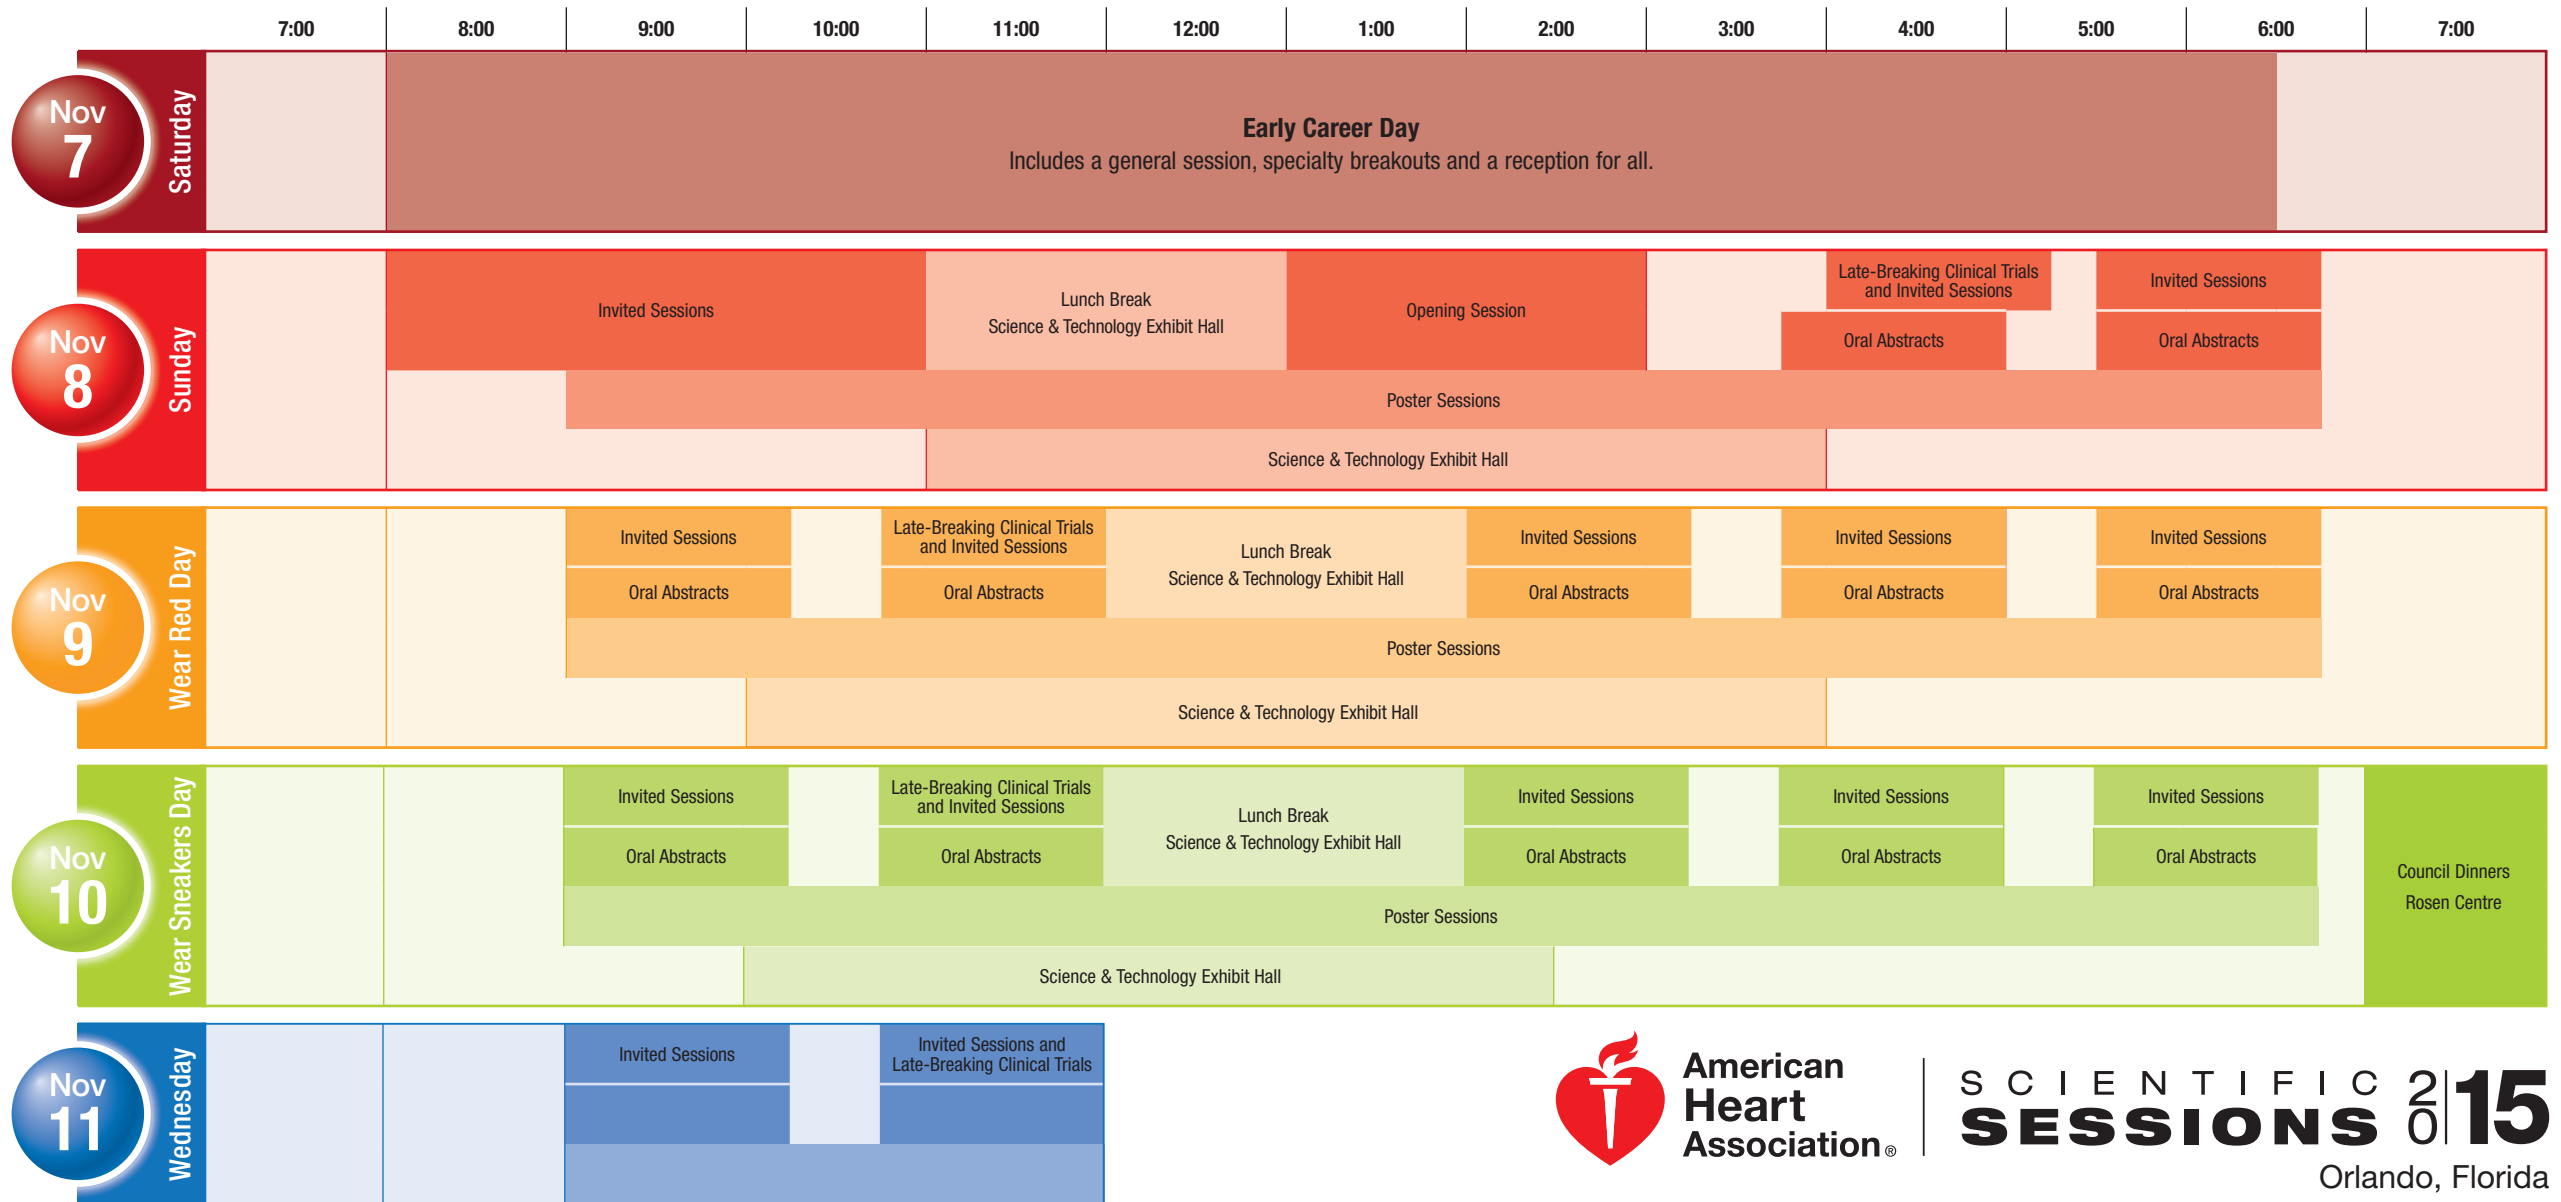 7:00 8:00 9:00 10:00 11:00 12:00 1:00 2:00 3:00 4:00 5:00 6:00 7:00
Nov
7
Saturday
Early Career Day
Includes a general session, specialty breakouts and a reception for all.
Nov
8
Sunday
Invited Sessions
Lunch Break
Science & Technology Exhibit Hall
Opening Session
Late-Breaking Clinical Trials
and Invited Sessions
Oral Abstracts
Invited Sessions
Oral Abstracts
Poster Sessions
Science & Technology Exhibit Hall
Nov
9
Wear Red Day
Invited Sessions
Oral Abstracts
Late-Breaking Clinical Trials
and Invited Sessions
Oral Abstracts
Lunch Break
Science & Technology Exhibit Hall
Invited Sessions
Oral Abstracts
Invited Sessions
Oral Abstracts
Invited Sessions
Oral Abstracts
Poster Sessions
Science & Technology Exhibit Hall
Nov
10
Wear Sneakers Day
Invited Sessions
Oral Abstracts
Late-Breaking Clinical Trials
and Invited Sessions
Oral Abstracts
Lunch Break
Science & Technology Exhibit Hall
Invited Sessions
Oral Abstracts
Invited Sessions
Oral Abstracts
Invited Sessions
Oral Abstracts
Council Dinners
Rosen Centre
Poster Sessions
Science & Technology Exhibit Hall
Nov
11
Wednesday
Invited Sessions
Invited Sessions and
Late-Breaking Clinical Trials
American
Heart
Association®
SCIENTIFIC
SESSIONS 2015
Orlando, Florida